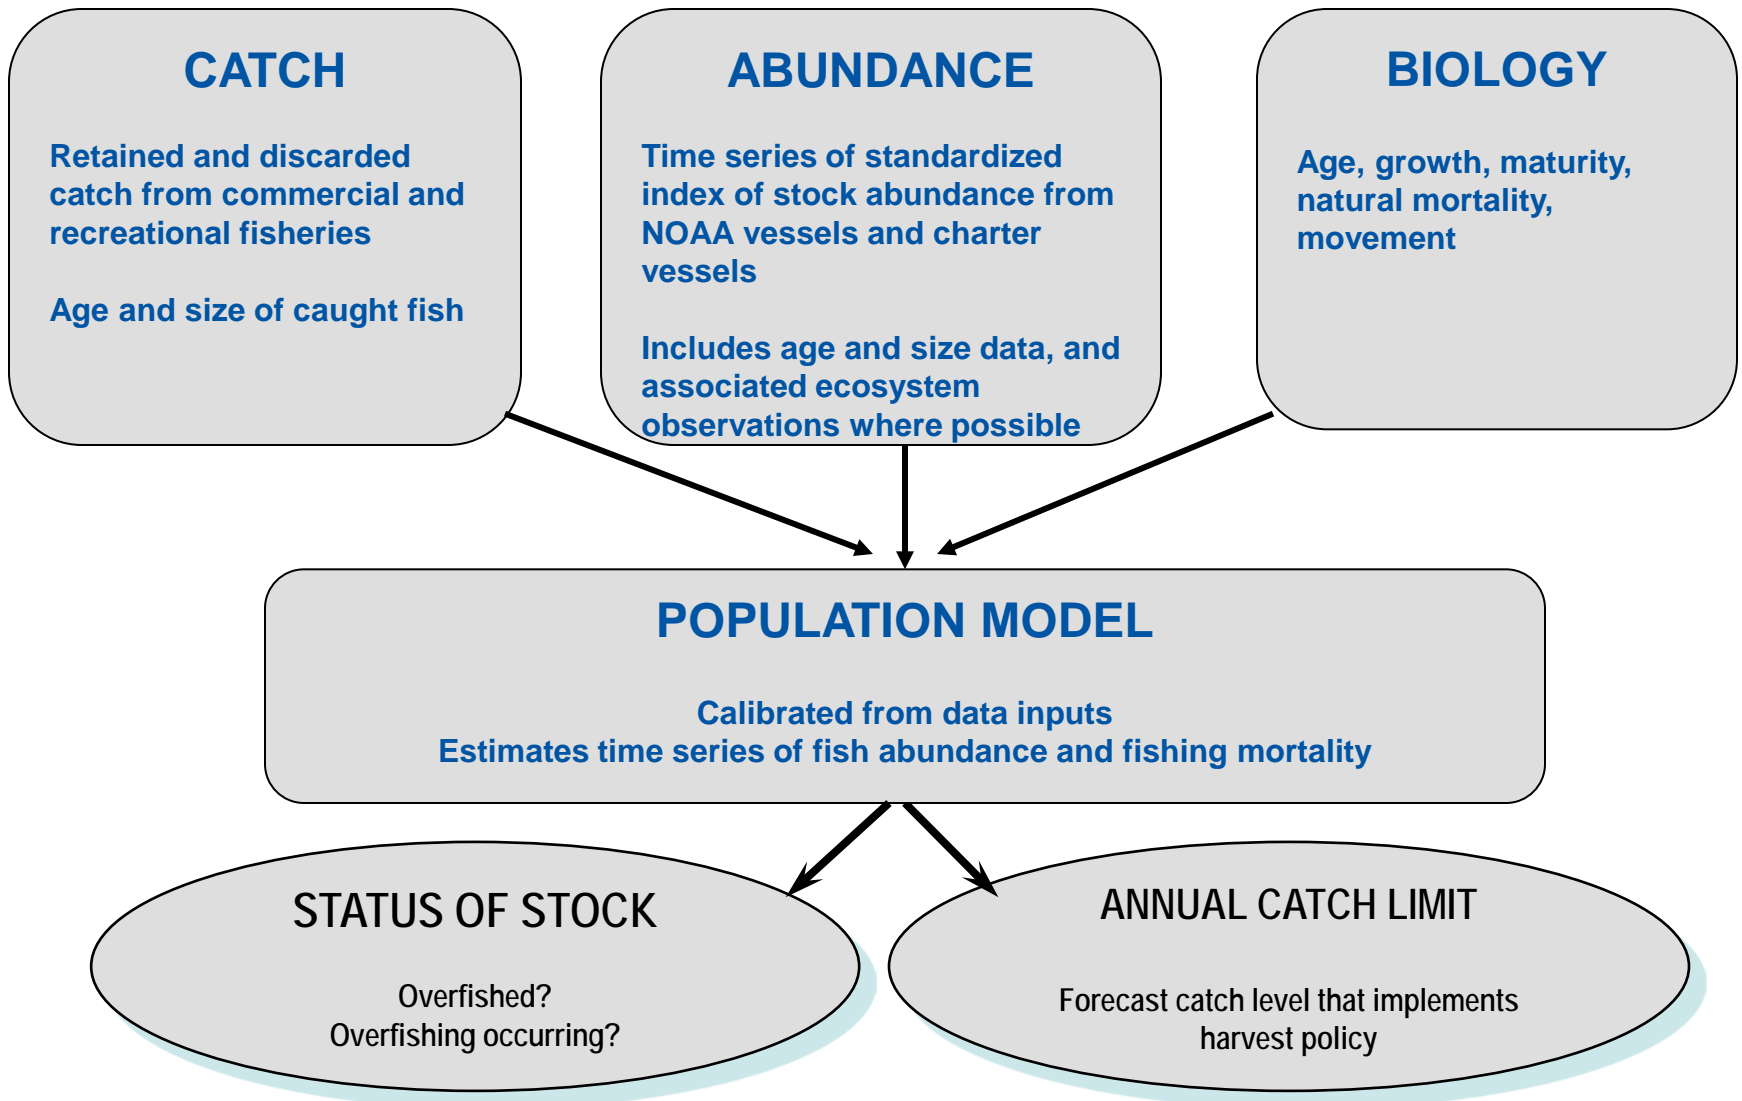 CATCH
Retained and discarded
catch from commercial and
recreational fisheries
Age and size of caught fish
ABUNDANCE
Time series of standardized
index of stock abundance from
NOAA vessels and charter
vessels
Includes age and size data, and
associated ecosystem
observations where possible
BIOLOGY
Age, growth, maturity,
natural mortality,
movement
POPULATION MODEL
Calibrated from data inputs
Estimates time series of fish abundance and fishing mortality
STATUS OF STOCK
Overfished?
Overfishing occurring?
ANNUAL CATCH LIMIT
Forecast catch level that implements
harvest policy